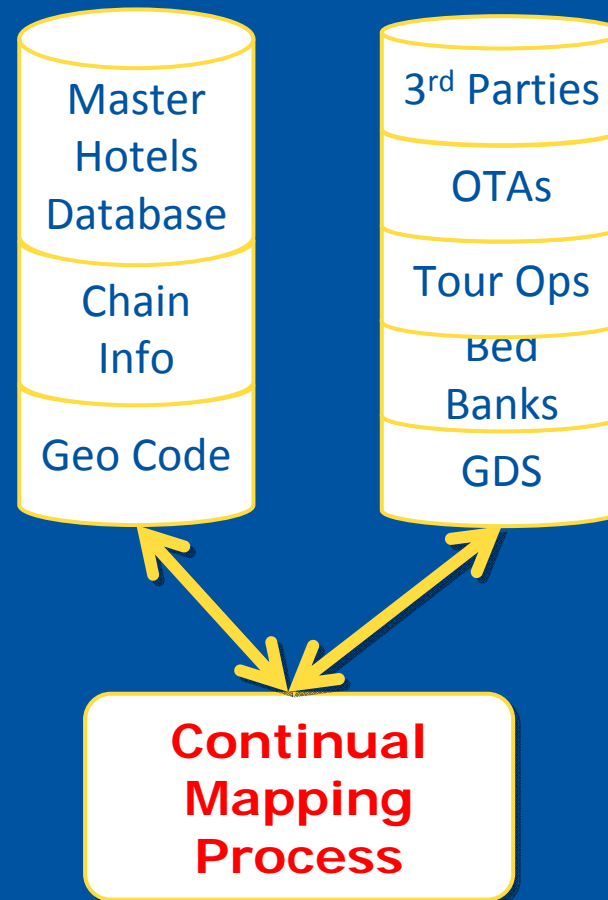 Master
Hotels
Database
Chain
Info
Geo Code
3rd Parties
OTAs
Tour Ops
Bed
Banks
GDS
Continual
Mapping
Process